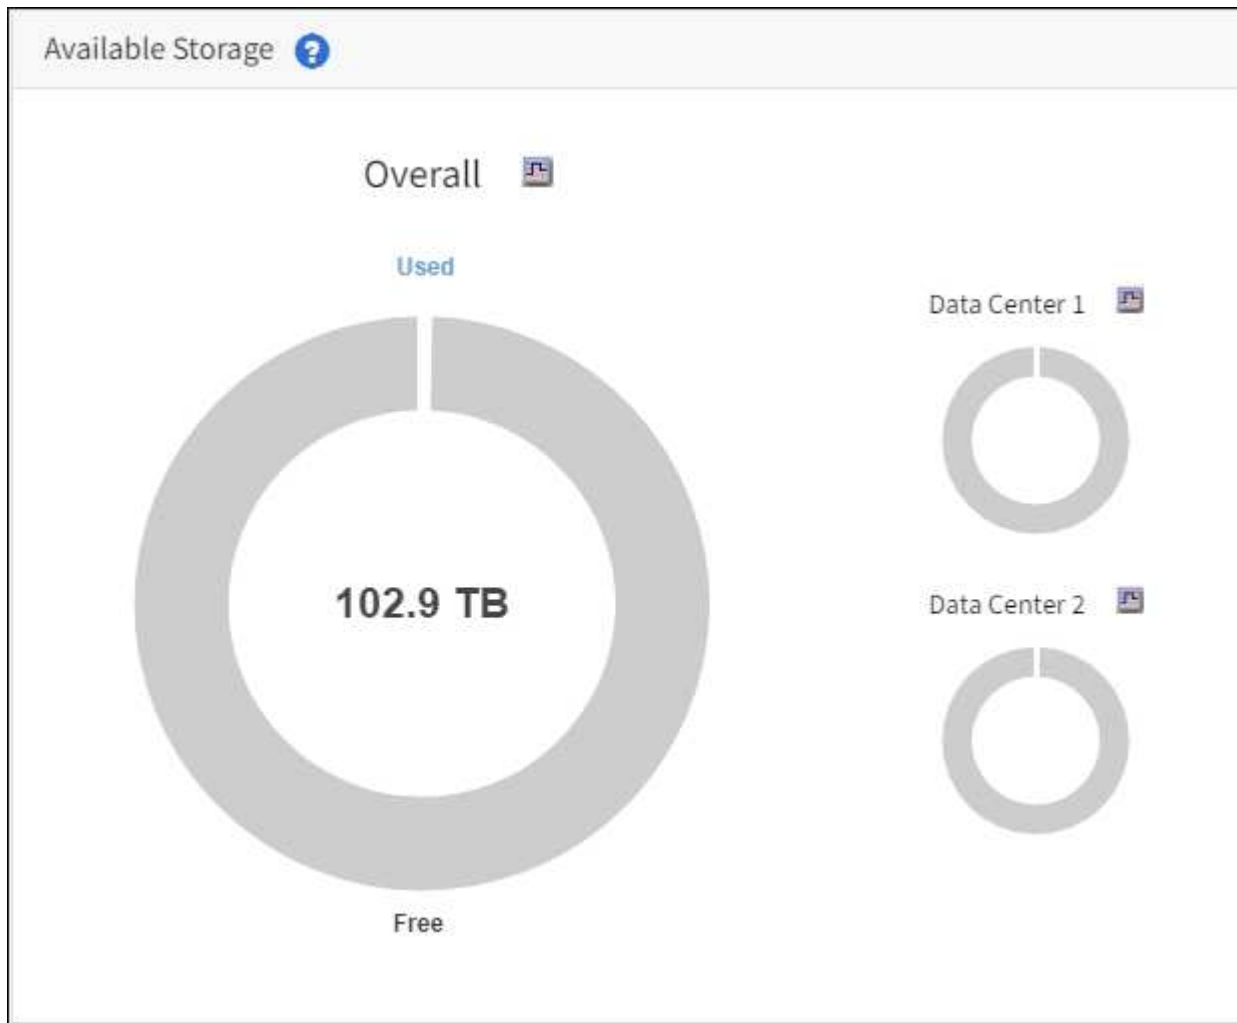 Available Storage ?
Overall
Used
102.9 TB
Free
Data Center 1
Data Center 2